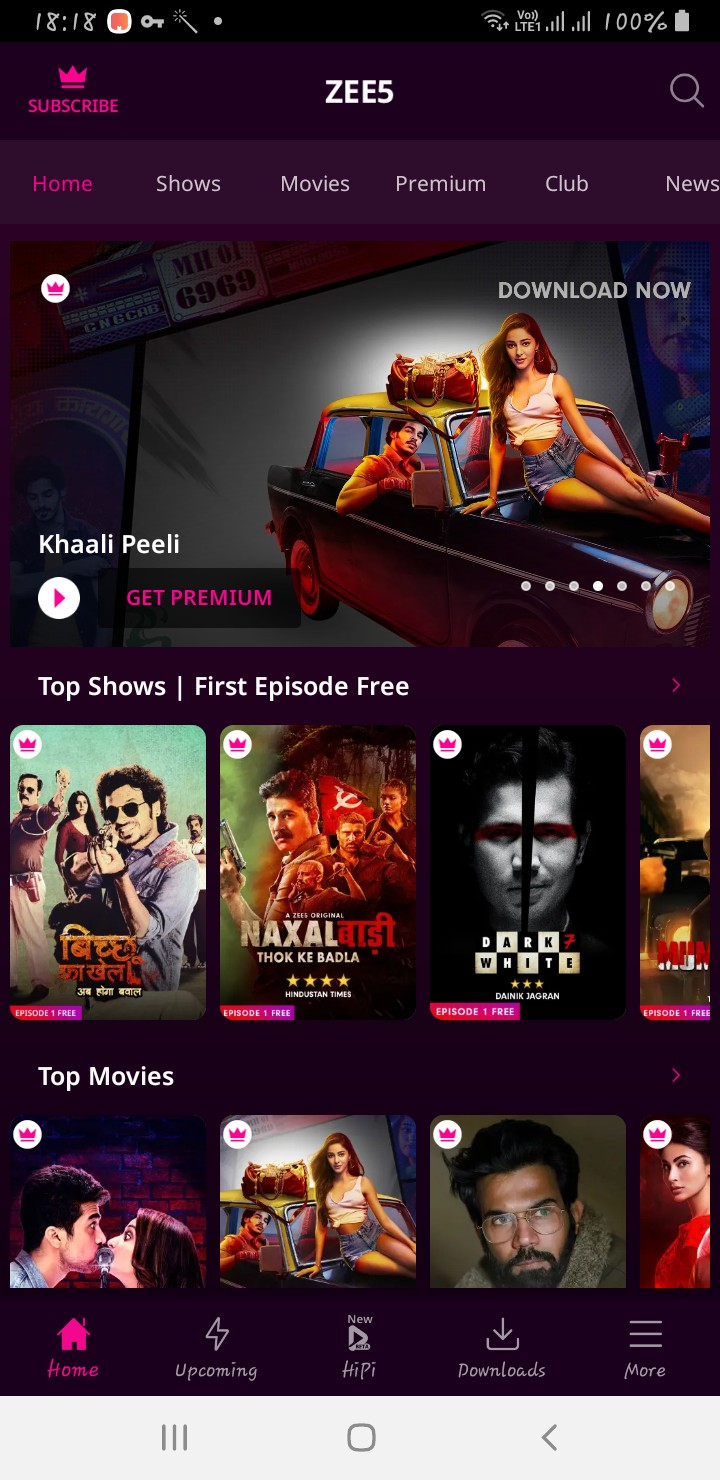 18:18
Vo))
LTE1
100%
SUBSCRIBE
ZEE5
Home
Shows
Movies
Premium
Club
News
MH 01
6969
CNGCAB
DOWNLOAD NOW
Khaali Peeli
GET PREMIUM
Top Shows | First Episode Free
बिच्छू
का खेल
अब होगा बवाल
EPISODE 1 FREE
A ZEE5 ORIGINAL
NAXALबाड़ी
THOK KE BADLA
HINDUSTAN TIMES
EPISODE 1 FREE
DARK 7
WHITE
DAINIK JAGRAN
EPISODE 1 FREE
MUM
EPISODE 1 FREE
Top Movies
Home
Upcoming
New
BETA
HiPi
Downloads
More